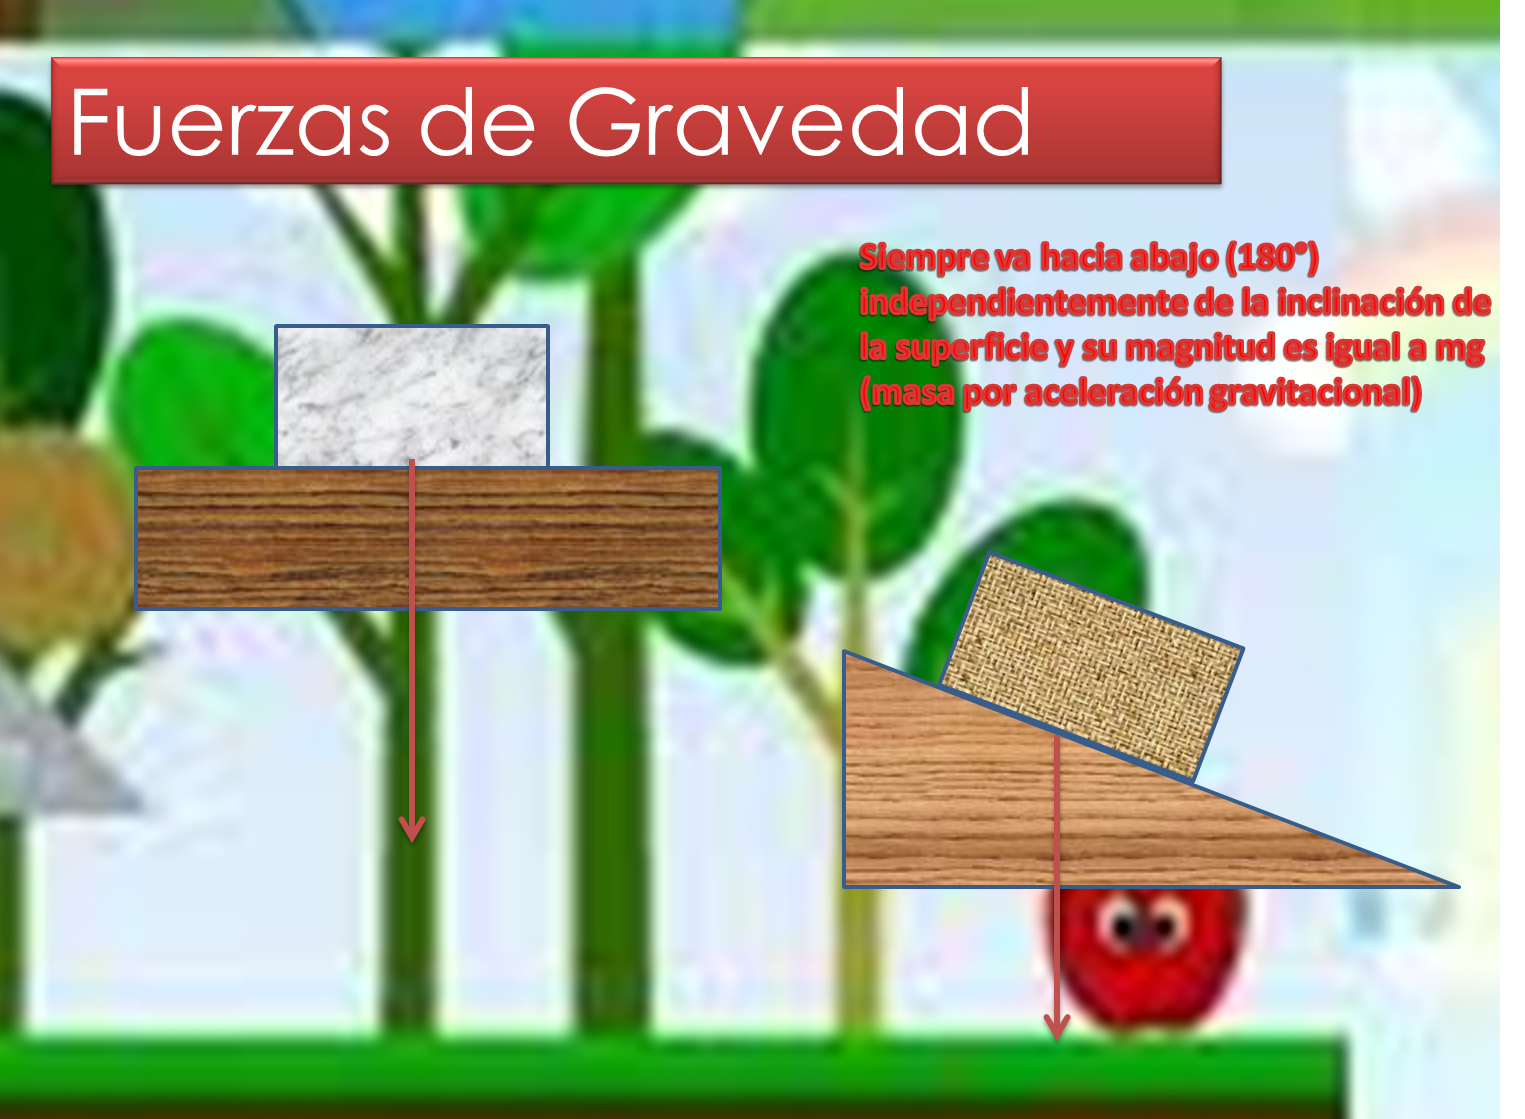 Fuerzas de Gravedad
Siempre va hacia abajo (180°)
independientemente de la inclinación de
la superficie y su magnitud es igual a mg
(masa por aceleración gravitacional)